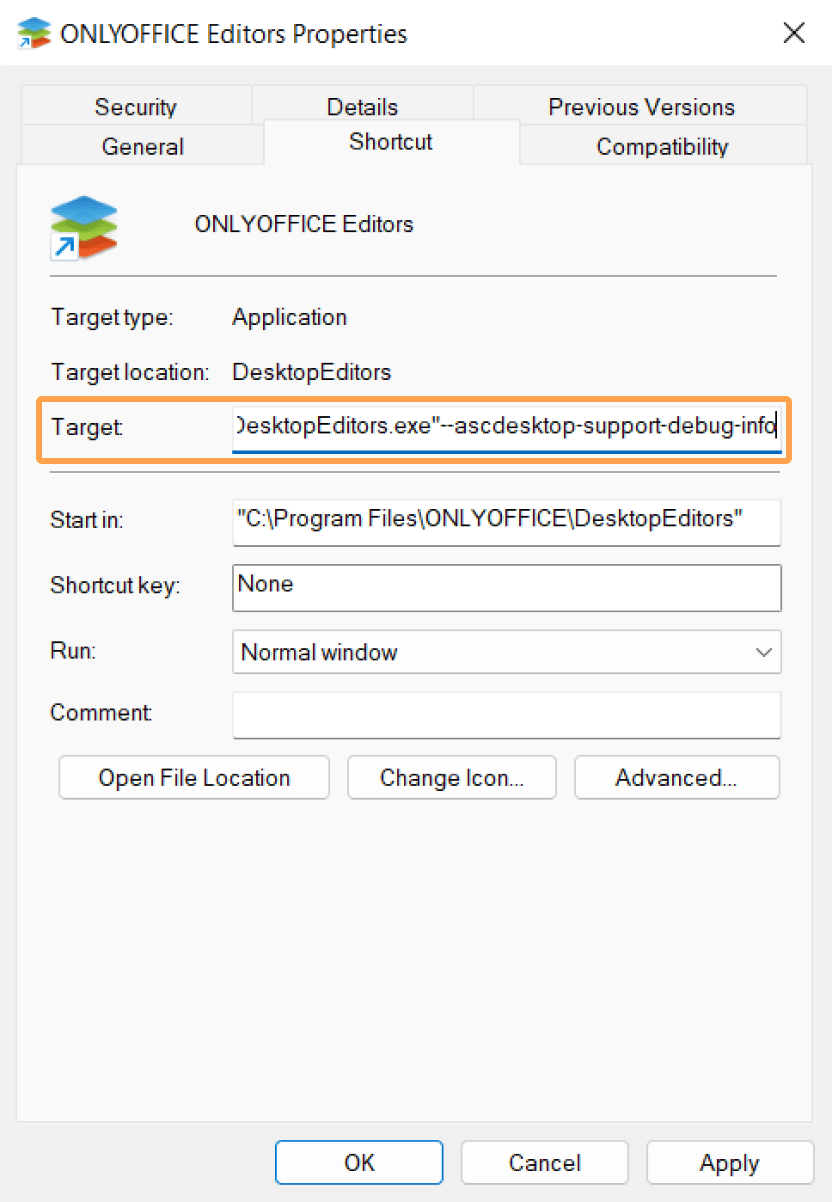 ONLYOFFICE Editors Properties
Security Details Previous Versions
General Shortcut Compatibility
ONLYOFFICE Editors
Target type: Application
Target location: DesktopEditors
Target: DesktopEditors.exe"--ascdesktop-support-debug-info
Start in: "C:\Program Files\ONLYOFFICE\DesktopEditors"
Shortcut key: None
Run: Normal window
Comment:
Open File Location Change Icon... Advanced...
OK Cancel Apply